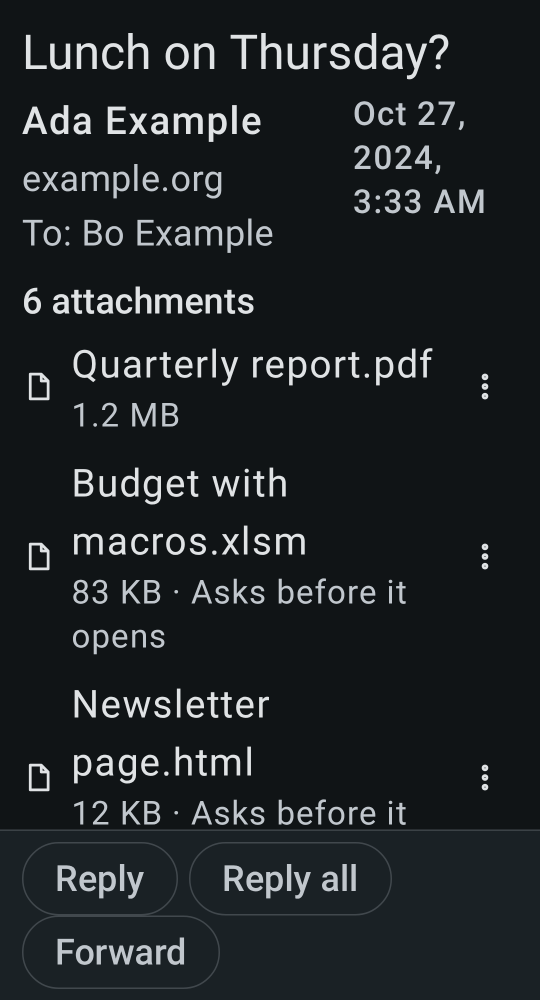 Lunch on Thursday?
Ada Example
Oct 27,
2024,
3:33 AM
example.org
To: Bo Example
6 attachments
Quarterly report.pdf
1.2 MB
Budget with
macros.xlsm
83 KB · Asks before it
opens
Newsletter
page.html
12 KB · Asks before it
Reply
Reply all
Forward